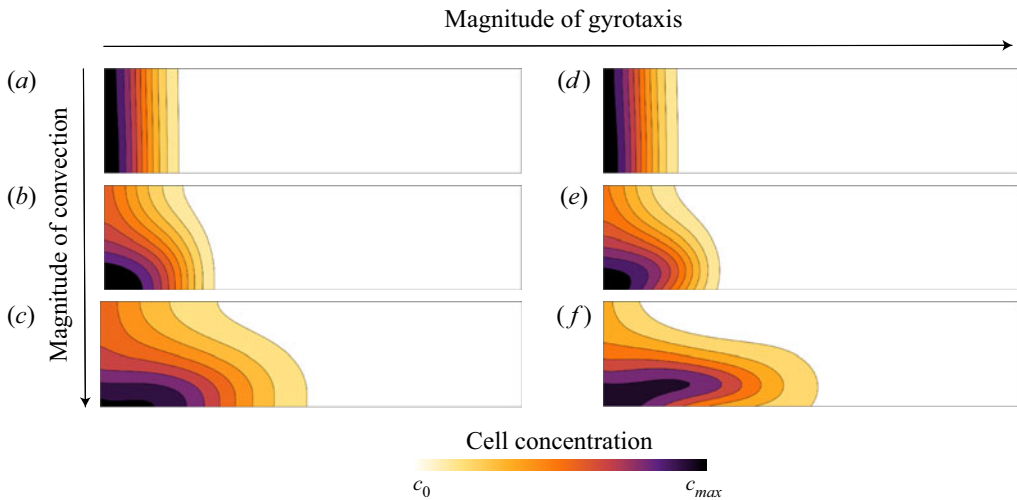 Magnitude of gyrotaxis
Magnitude of convection
(a)
(d)
(b)
(e)
(c)
(f)
Cell concentration
c0
cmax